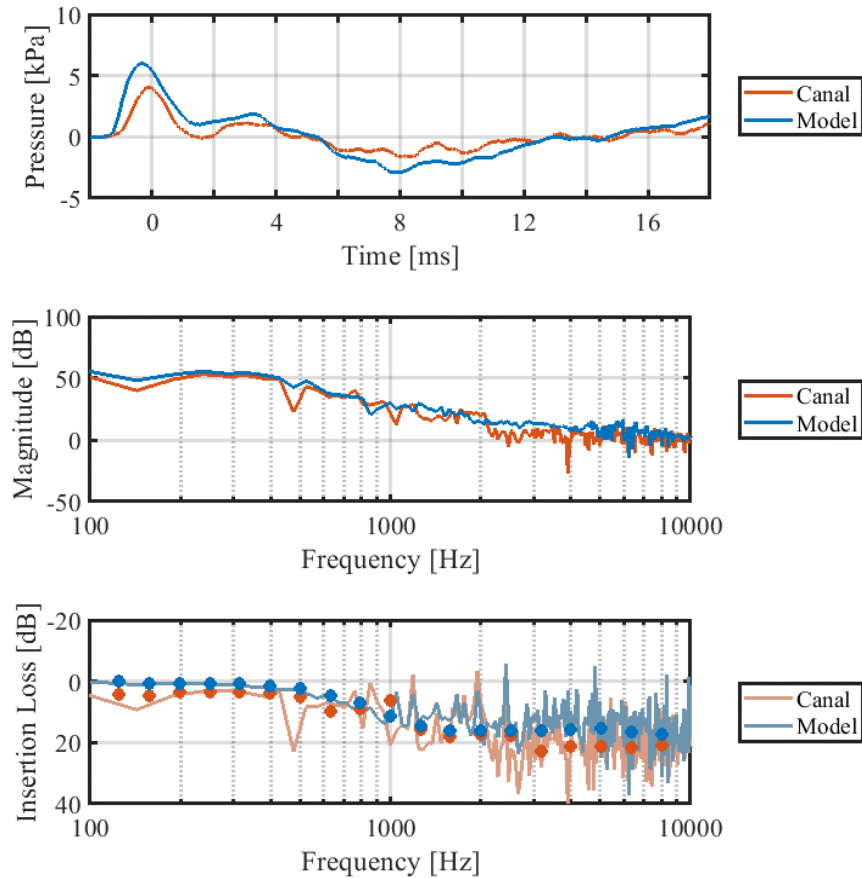 10
5
0
-5
Pressure [kPa]
0
4
8
12
16
Time [ms]
Canal
Model
100
50
0
-50
Magnitude [dB]
100
1000
10000
Frequency [Hz]
Canal
Model
-20
0
20
40
Insertion Loss [dB]
100
1000
10000
Frequency [Hz]
Canal
Model